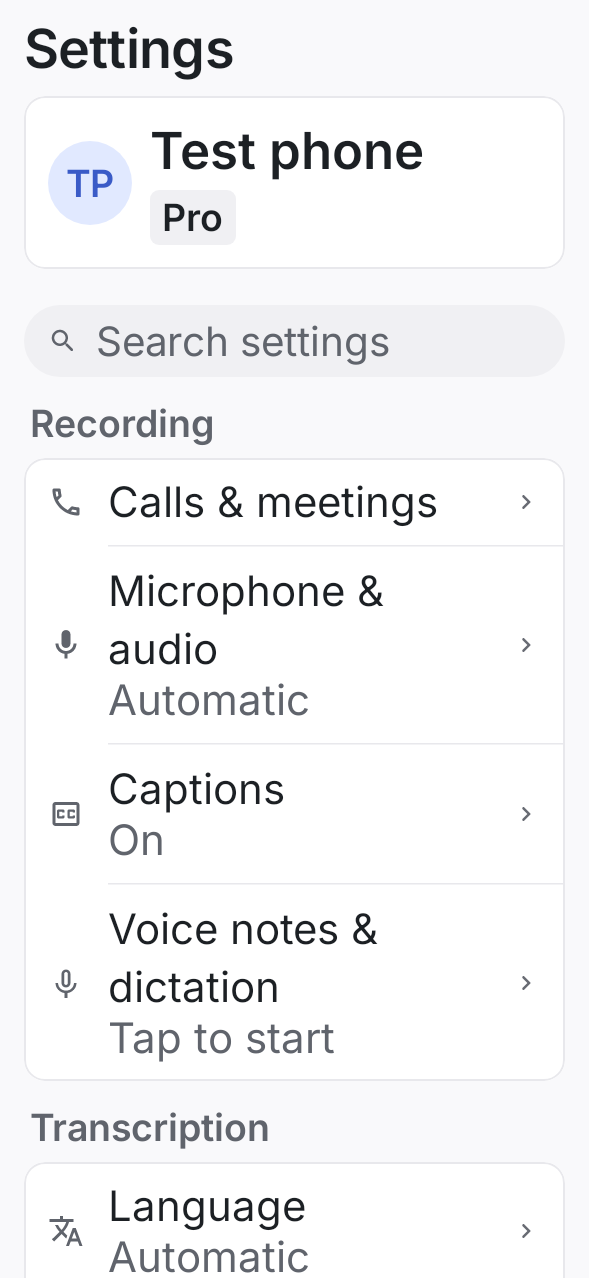 Settings
TP
Test phone
Pro
Search settings
Recording
Calls & meetings
Microphone &
audio
Automatic
Captions
On
Voice notes &
dictation
Tap to start
Transcription
Language
Automatic